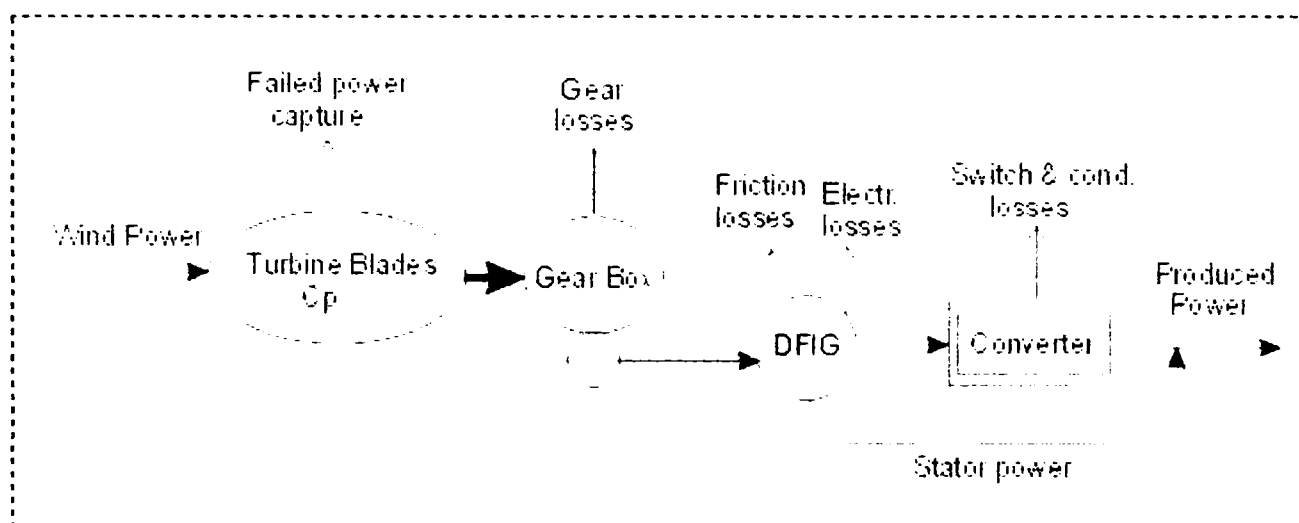 Failed power
capture
Gear
losses
Friction
losses
Electr.
losses
Switch & cond.
losses
Wind Power
Turbine Blades
Cp
Gear Box
DFIG
Converter
Produced
Power
Stator power